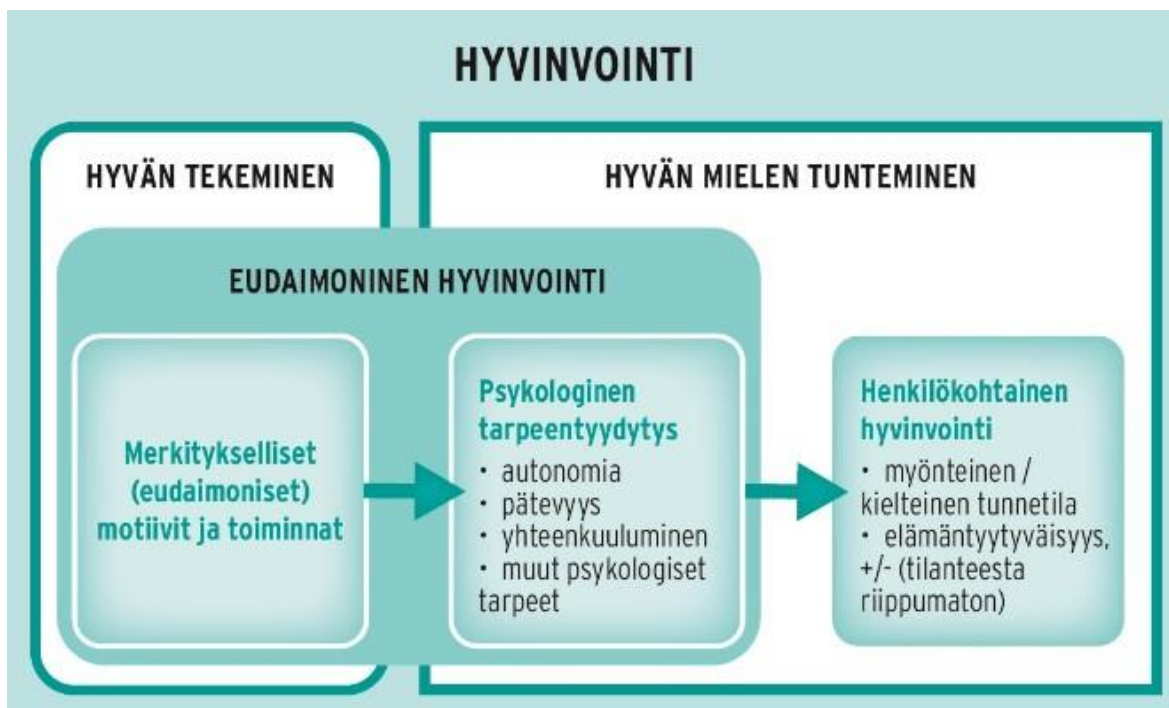 HYVINVOINTI
HYVÄN TEKEMINEN
HYVÄN MIELEN TUNTEMINEN
EUDAIMONINEN HYVINVOINTI
Merkitykselliset
(eudaimoniset)
motiivit ja toiminnat
Psykologinen
tarpeentyydytys
• autonomia
• pätevyys
• yhteenkuuluminen
• muut psykologiset
tarpeet
Henkilökohtainen
hyvinvointi
• myönteinen /
kielteinen tunnetila
• elämäntyytyväisyys,
+/- (tilanteesta
riippumaton)